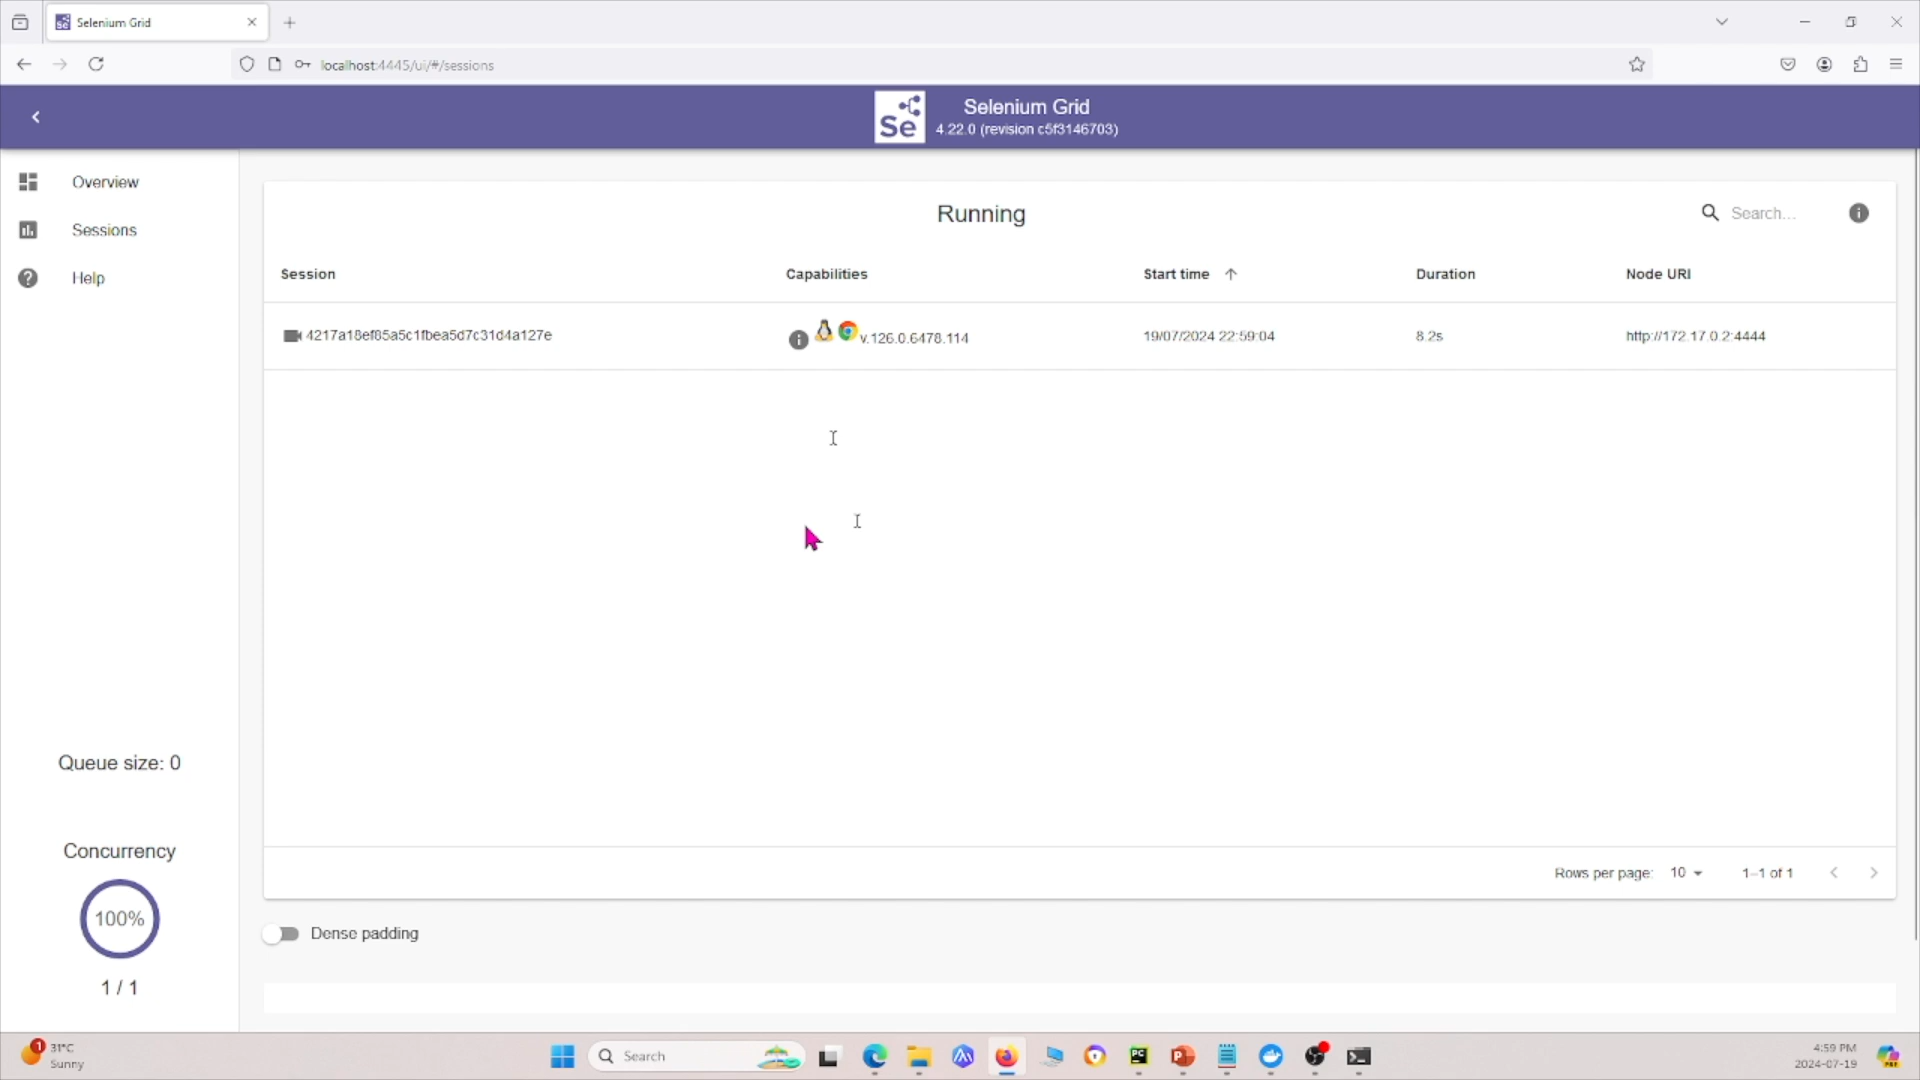 Selenium Grid
localhost:4445/ui/#/sessions
Se
Selenium Grid
4.22.0 (revision c5f3146703)
Overview
Sessions
Help
Running
Search...
Session
Capabilities
Start time
Duration
Node URI
4217a18ef85a5c1fbea5d7c31d4a127e
v.126.0.6478.114
19/07/2024 22:59:04
8.2s
http://172.17.0.2:4444
Queue size: 0
Concurrency
100%
1 / 1
Rows per page: 10
1–1 of 1
Dense padding
1
31°C
Sunny
Search
4:59 PM
2024-07-19